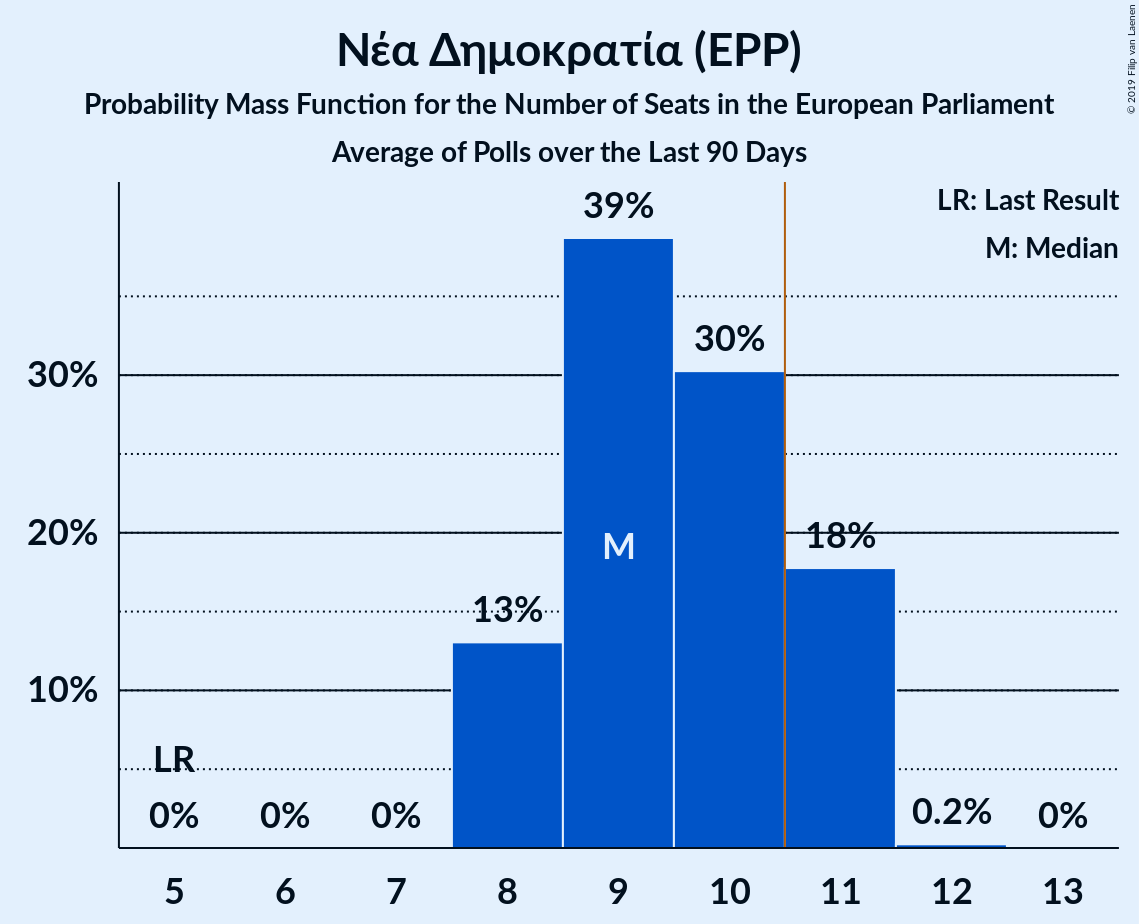 Νέα Δημοκρατία (EPP)
Probability Mass Function for the Number of Seats in the European Parliament
Average of Polls over the Last 90 Days
© 2019 Filip van Laenen
LR: Last Result
M: Median
39%
30%
18%
13%
M
LR
0%
0%
0%
0.2%
0%
30%
20%
10%
5 6 7 8 9 10 11 12 13